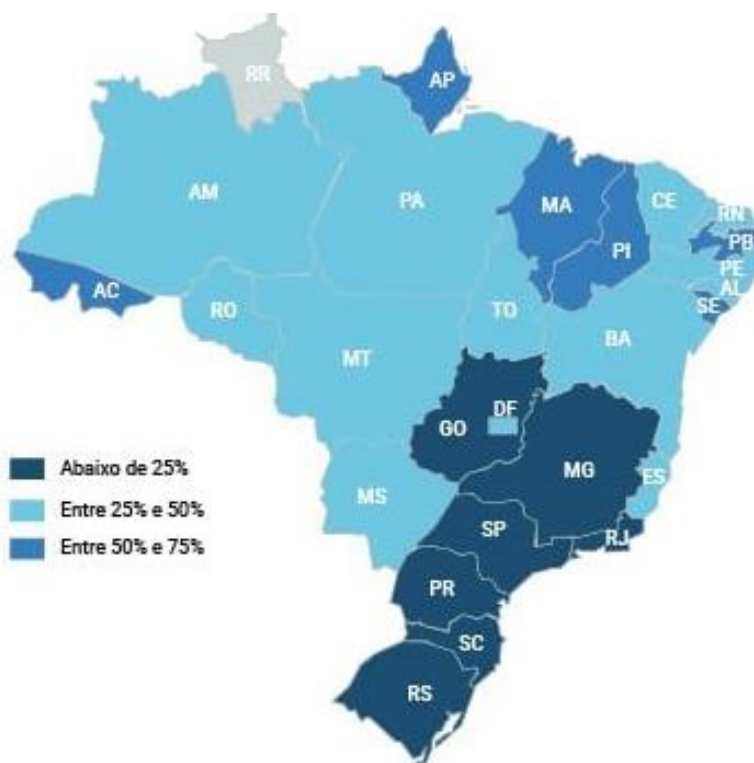 RR
AP
AM
PA
MA
CE
RN
PI
PB
PE
AL
AC
SE
RO
TO
BA
MT
DF
GO
Abaixo de 25%
MG
ES
MS
Entre 25% e 50%
SP
RJ
Entre 50% e 75%
PR
SC
RS